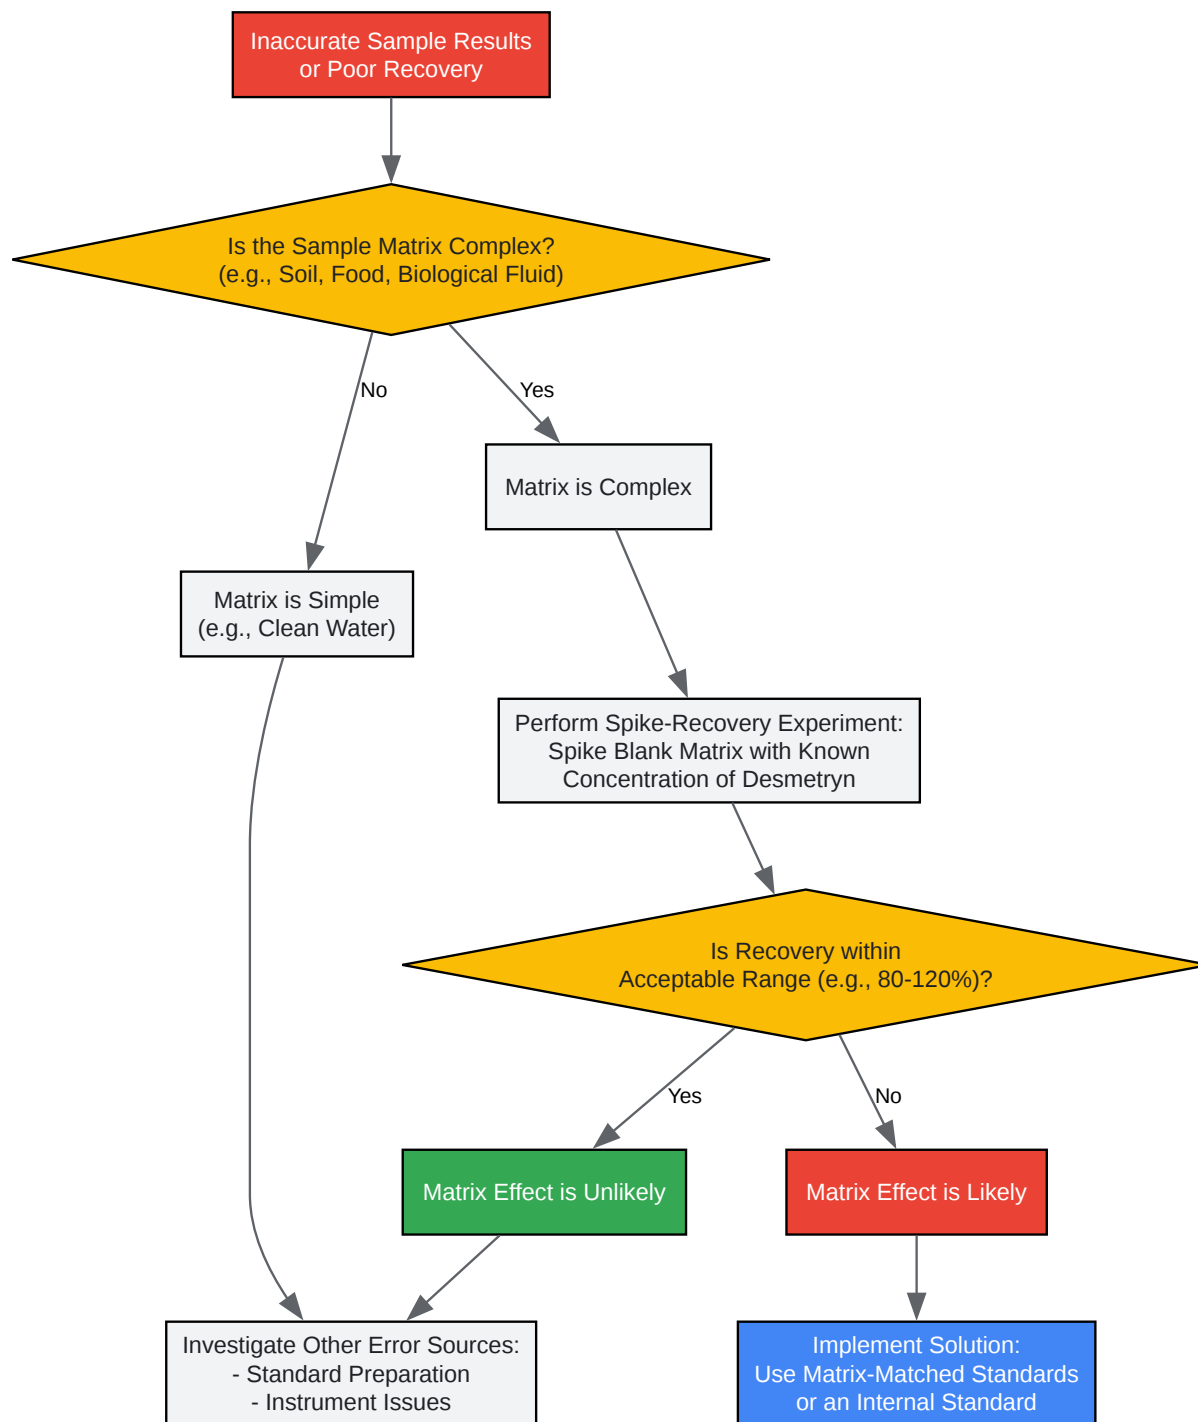 Inaccurate Sample Results
or Poor Recovery
Is the Sample Matrix Complex?
(e.g., Soil, Food, Biological Fluid)
No
Yes
Matrix is Complex
Matrix is Simple
(e.g., Clean Water)
Perform Spike-Recovery Experiment:
Spike Blank Matrix with Known
Concentration of Desmetryn
Is Recovery within
Acceptable Range (e.g., 80-120%)?
Yes
No
Matrix Effect is Unlikely
Matrix Effect is Likely
Investigate Other Error Sources:
- Standard Preparation
- Instrument Issues
Implement Solution:
Use Matrix-Matched Standards
or an Internal Standard